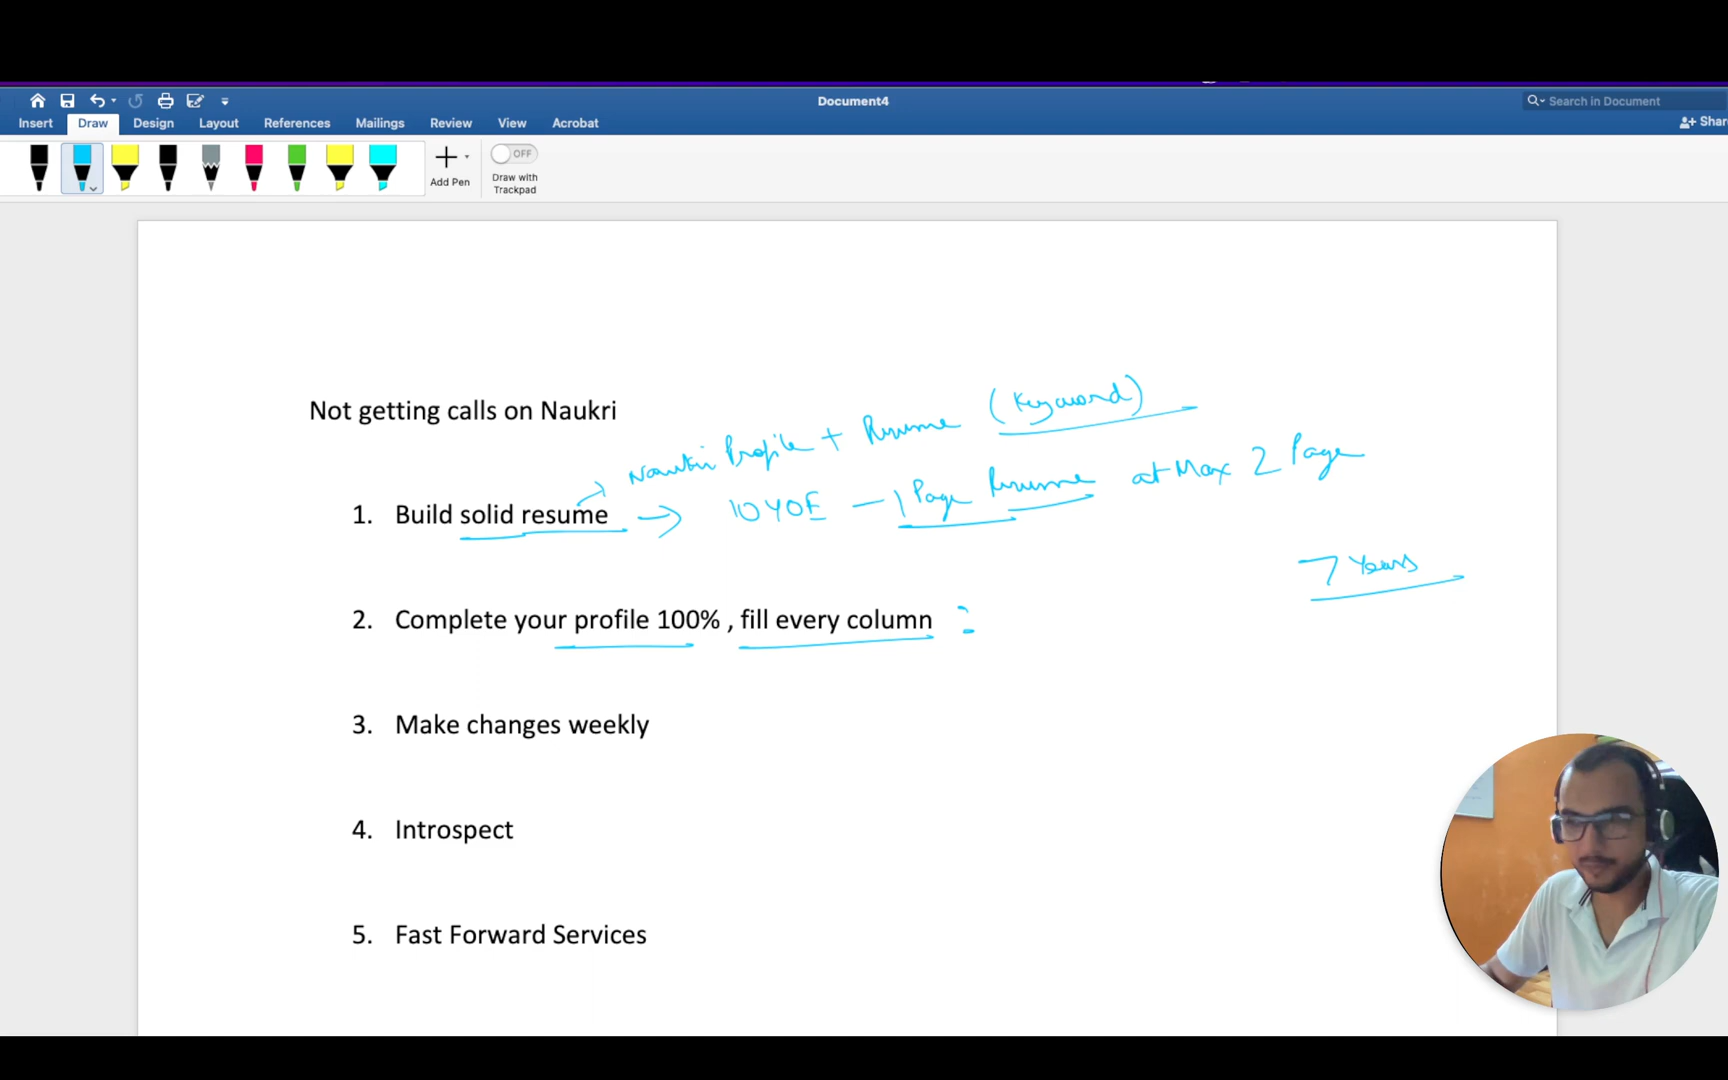 Document4
Search in Document
Insert Draw Design Layout References Mailings Review View Acrobat
Shar
Add Pen
OFF
Draw with
Trackpad
Not getting calls on Naukri
Naukri Profile + Resume (Keyword)
1. Build solid resume → 10 YOE – 1 Page Resume at Max 2 Page
7 Years
2. Complete your profile 100% , fill every column :
3. Make changes weekly
4. Introspect
5. Fast Forward Services